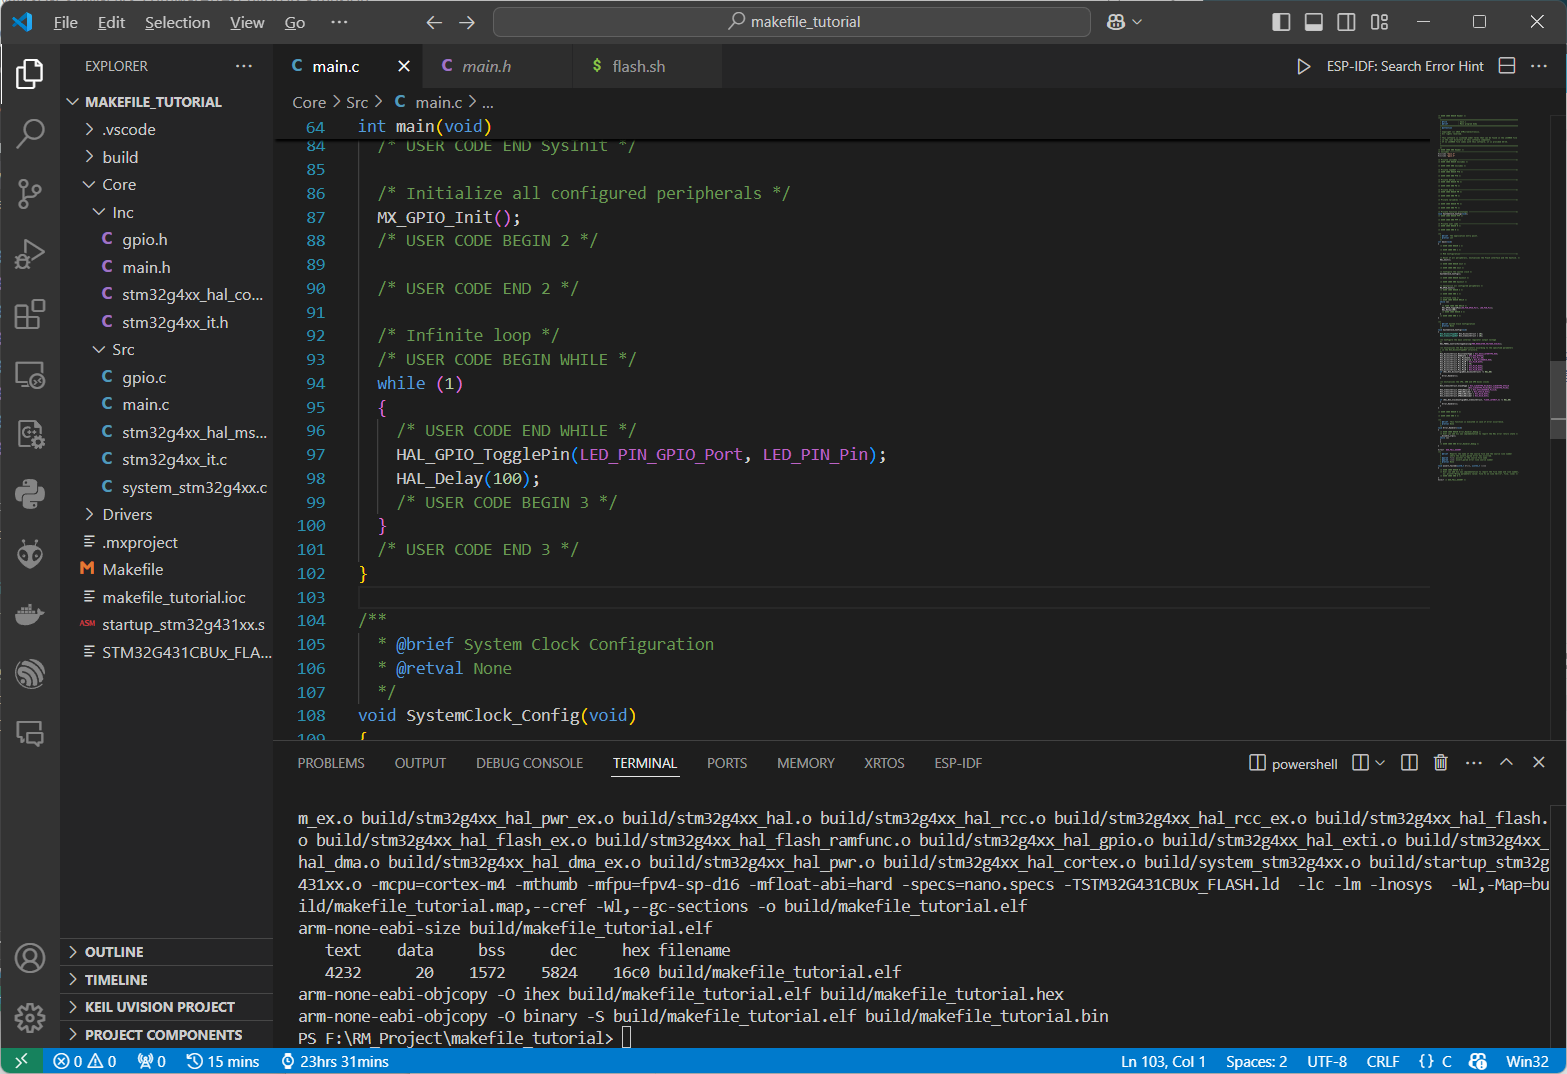 File Edit Selection View Go ··· makefile_tutorial
EXPLORER ···
MAKEFILE_TUTORIAL
.vscode
build
Core
Inc
C gpio.h
C main.h
C stm32g4xx_hal_co...
C stm32g4xx_it.h
Src
C gpio.c
C main.c
C stm32g4xx_hal_ms...
C stm32g4xx_it.c
C system_stm32g4xx.c
Drivers
.mxproject
M Makefile
makefile_tutorial.ioc
ASM startup_stm32g431xx.s
STM32G431CBUx_FLA...
OUTLINE
TIMELINE
KEIL UVISION PROJECT
PROJECT COMPONENTS
C main.c C main.h $ flash.sh ESP-IDF: Search Error Hint ···
Core > Src > C main.c > ...
64 int main(void)
84 /* USER CODE END SysInit */
85
86 /* Initialize all configured peripherals */
87 MX_GPIO_Init();
88 /* USER CODE BEGIN 2 */
89
90 /* USER CODE END 2 */
91
92 /* Infinite loop */
93 /* USER CODE BEGIN WHILE */
94 while (1)
95 {
96 /* USER CODE END WHILE */
97 HAL_GPIO_TogglePin(LED_PIN_GPIO_Port, LED_PIN_Pin);
98 HAL_Delay(100);
99 /* USER CODE BEGIN 3 */
100 }
101 /* USER CODE END 3 */
102 }
103
104 /**
105 * @brief System Clock Configuration
106 * @retval None
107 */
108 void SystemClock_Config(void)
109 {
PROBLEMS OUTPUT DEBUG CONSOLE TERMINAL PORTS MEMORY XRTOS ESP-IDF powershell ···
m_ex.o build/stm32g4xx_hal_pwr_ex.o build/stm32g4xx_hal.o build/stm32g4xx_hal_rcc.o build/stm32g4xx_hal_rcc_ex.o build/stm32g4xx_hal_flash.
o build/stm32g4xx_hal_flash_ex.o build/stm32g4xx_hal_flash_ramfunc.o build/stm32g4xx_hal_gpio.o build/stm32g4xx_hal_exti.o build/stm32g4xx_
hal_dma.o build/stm32g4xx_hal_dma_ex.o build/stm32g4xx_hal_pwr.o build/stm32g4xx_hal_cortex.o build/system_stm32g4xx.o build/startup_stm32g
431xx.o -mcpu=cortex-m4 -mthumb -mfpu=fpv4-sp-d16 -mfloat-abi=hard -specs=nano.specs -TSTM32G431CBUx_FLASH.ld  -lc -lm -lnosys  -Wl,-Map=bu
ild/makefile_tutorial.map,--cref -Wl,--gc-sections -o build/makefile_tutorial.elf
arm-none-eabi-size build/makefile_tutorial.elf
text data bss dec hex filename
4232 20 1572 5824 16c0 build/makefile_tutorial.elf
arm-none-eabi-objcopy -O ihex build/makefile_tutorial.elf build/makefile_tutorial.hex
arm-none-eabi-objcopy -O binary -S build/makefile_tutorial.elf build/makefile_tutorial.bin
PS F:\RM_Project\makefile_tutorial>
0 0 0 15 mins 23hrs 31mins Ln 103, Col 1 Spaces: 2 UTF-8 CRLF {} C Win32